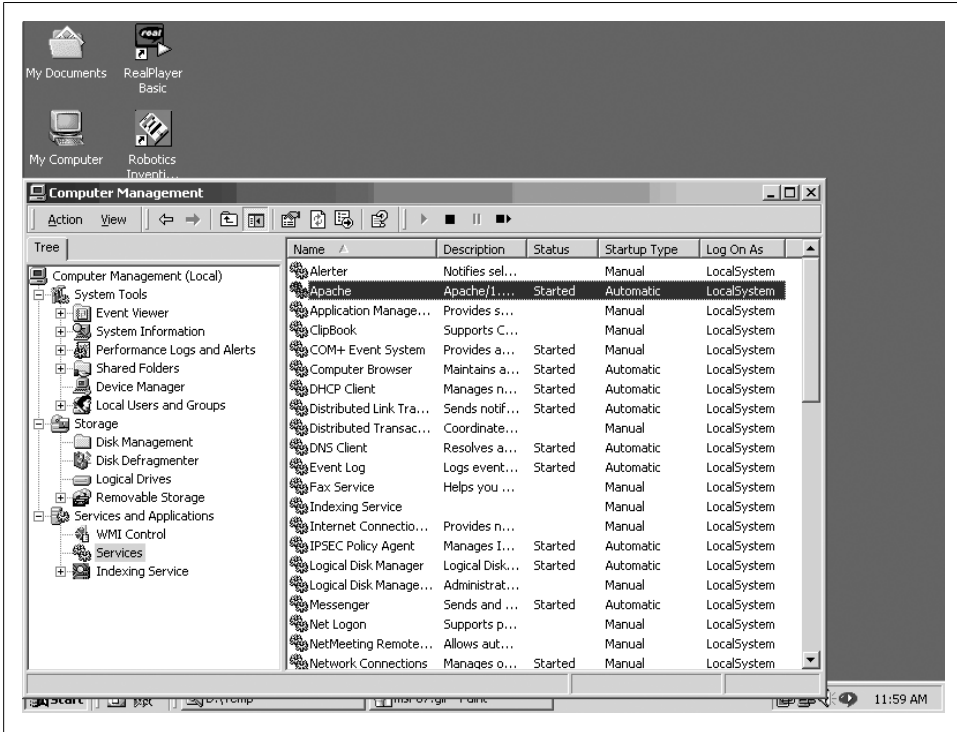 real
My Documents
RealPlayer
Basic
My Computer
Robotics
Inventi...
Computer Management
Action View
Tree
Computer Management (Local)
System Tools
Event Viewer
System Information
Performance Logs and Alerts
Shared Folders
Device Manager
Local Users and Groups
Storage
Disk Management
Disk Defragmenter
Logical Drives
Removable Storage
Services and Applications
WMI Control
Services
Indexing Service
Name Description Status Startup Type Log On As
Alerter Notifies sel... Manual LocalSystem
Apache Apache/1.... Started Automatic LocalSystem
Application Manage... Provides s... Manual LocalSystem
ClipBook Supports C... Manual LocalSystem
COM+ Event System Provides a... Started Manual LocalSystem
Computer Browser Maintains a... Started Automatic LocalSystem
DHCP Client Manages n... Started Automatic LocalSystem
Distributed Link Tra... Sends notif... Started Automatic LocalSystem
Distributed Transac... Coordinate... Manual LocalSystem
DNS Client Resolves a... Started Automatic LocalSystem
Event Log Logs event... Started Automatic LocalSystem
Fax Service Helps you ... Manual LocalSystem
Indexing Service Manual LocalSystem
Internet Connectio... Provides n... Manual LocalSystem
IPSEC Policy Agent Manages I... Started Automatic LocalSystem
Logical Disk Manager Logical Disk... Started Automatic LocalSystem
Logical Disk Manage... Administrat... Manual LocalSystem
Messenger Sends and ... Started Automatic LocalSystem
Net Logon Supports p... Manual LocalSystem
NetMeeting Remote... Allows aut... Manual LocalSystem
Network Connections Manages o... Started Manual LocalSystem
Start 11:59 AM